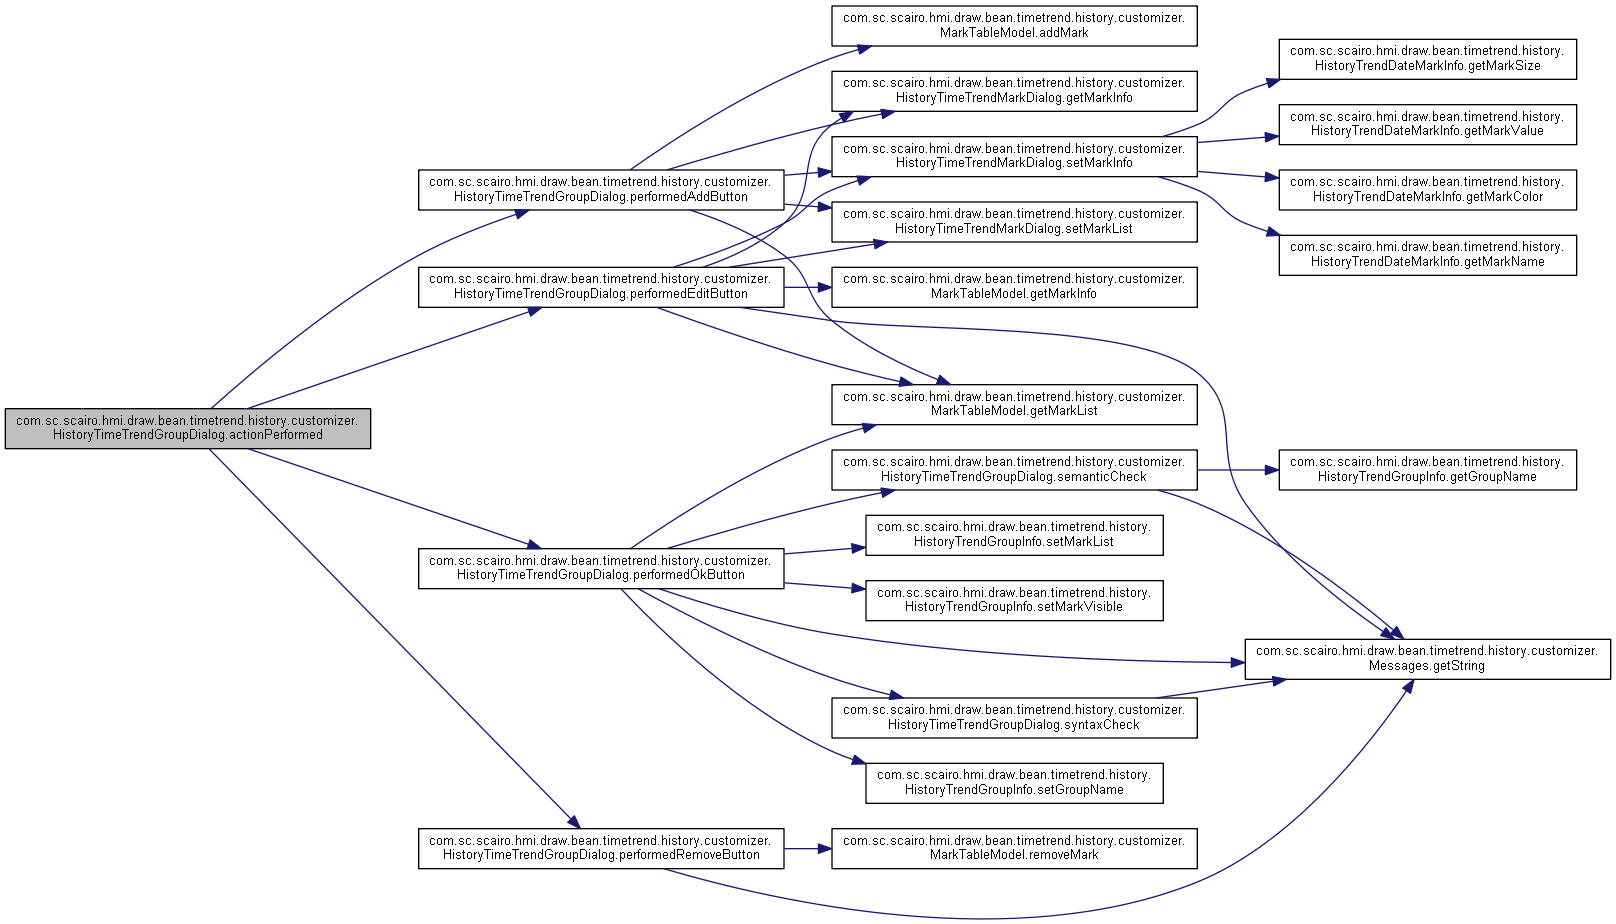 com.sc.scairo.hmi.draw.bean.timetrend.history.customizer.
HistoryTimeTrendGroupDialog.actionPerformed
com.sc.scairo.hmi.draw.bean.timetrend.history.customizer.
HistoryTimeTrendGroupDialog.performedAddButton
com.sc.scairo.hmi.draw.bean.timetrend.history.customizer.
HistoryTimeTrendGroupDialog.performedEditButton
com.sc.scairo.hmi.draw.bean.timetrend.history.customizer.
HistoryTimeTrendGroupDialog.performedOkButton
com.sc.scairo.hmi.draw.bean.timetrend.history.customizer.
HistoryTimeTrendGroupDialog.performedRemoveButton
com.sc.scairo.hmi.draw.bean.timetrend.history.customizer.
MarkTableModel.addMark
com.sc.scairo.hmi.draw.bean.timetrend.history.customizer.
HistoryTimeTrendMarkDialog.getMarkInfo
com.sc.scairo.hmi.draw.bean.timetrend.history.customizer.
HistoryTimeTrendMarkDialog.setMarkInfo
com.sc.scairo.hmi.draw.bean.timetrend.history.customizer.
HistoryTimeTrendMarkDialog.setMarkList
com.sc.scairo.hmi.draw.bean.timetrend.history.customizer.
MarkTableModel.getMarkInfo
com.sc.scairo.hmi.draw.bean.timetrend.history.customizer.
MarkTableModel.getMarkList
com.sc.scairo.hmi.draw.bean.timetrend.history.customizer.
HistoryTimeTrendGroupDialog.semanticCheck
com.sc.scairo.hmi.draw.bean.timetrend.history.
HistoryTrendGroupInfo.setMarkList
com.sc.scairo.hmi.draw.bean.timetrend.history.
HistoryTrendGroupInfo.setMarkVisible
com.sc.scairo.hmi.draw.bean.timetrend.history.customizer.
HistoryTimeTrendGroupDialog.syntaxCheck
com.sc.scairo.hmi.draw.bean.timetrend.history.
HistoryTrendGroupInfo.setGroupName
com.sc.scairo.hmi.draw.bean.timetrend.history.customizer.
MarkTableModel.removeMark
com.sc.scairo.hmi.draw.bean.timetrend.history.
HistoryTrendDateMarkInfo.getMarkSize
com.sc.scairo.hmi.draw.bean.timetrend.history.
HistoryTrendDateMarkInfo.getMarkValue
com.sc.scairo.hmi.draw.bean.timetrend.history.
HistoryTrendDateMarkInfo.getMarkColor
com.sc.scairo.hmi.draw.bean.timetrend.history.
HistoryTrendDateMarkInfo.getMarkName
com.sc.scairo.hmi.draw.bean.timetrend.history.
HistoryTrendGroupInfo.getGroupName
com.sc.scairo.hmi.draw.bean.timetrend.history.customizer.
Messages.getString